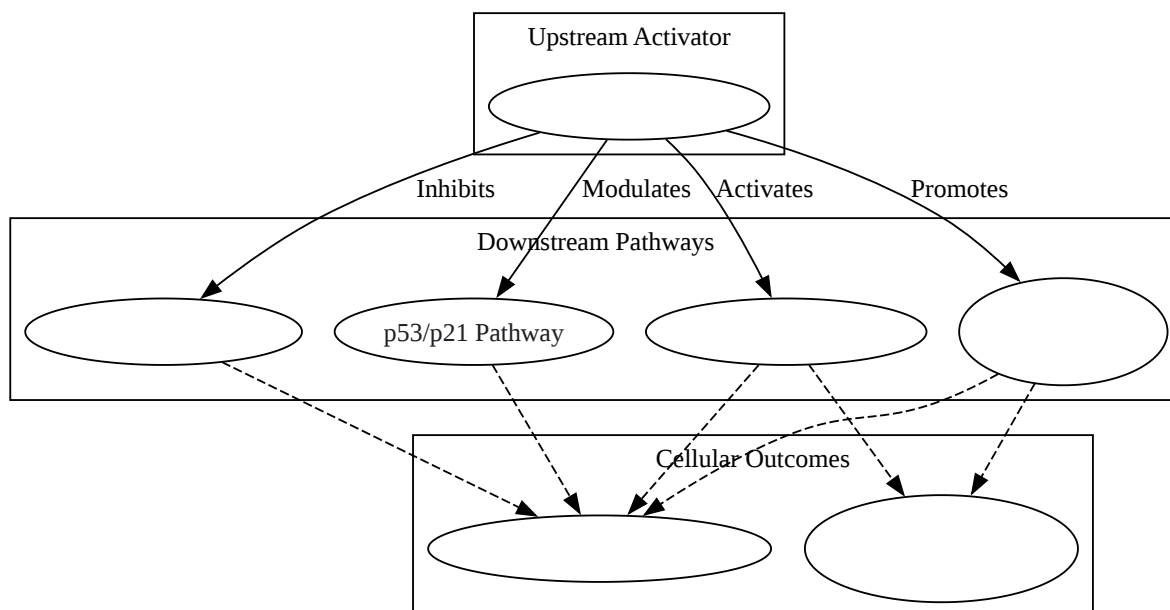 Upstream Activator
Inhibits
Modulates
Activates
Promotes
Downstream Pathways
p53/p21 Pathway
Cellular Outcomes